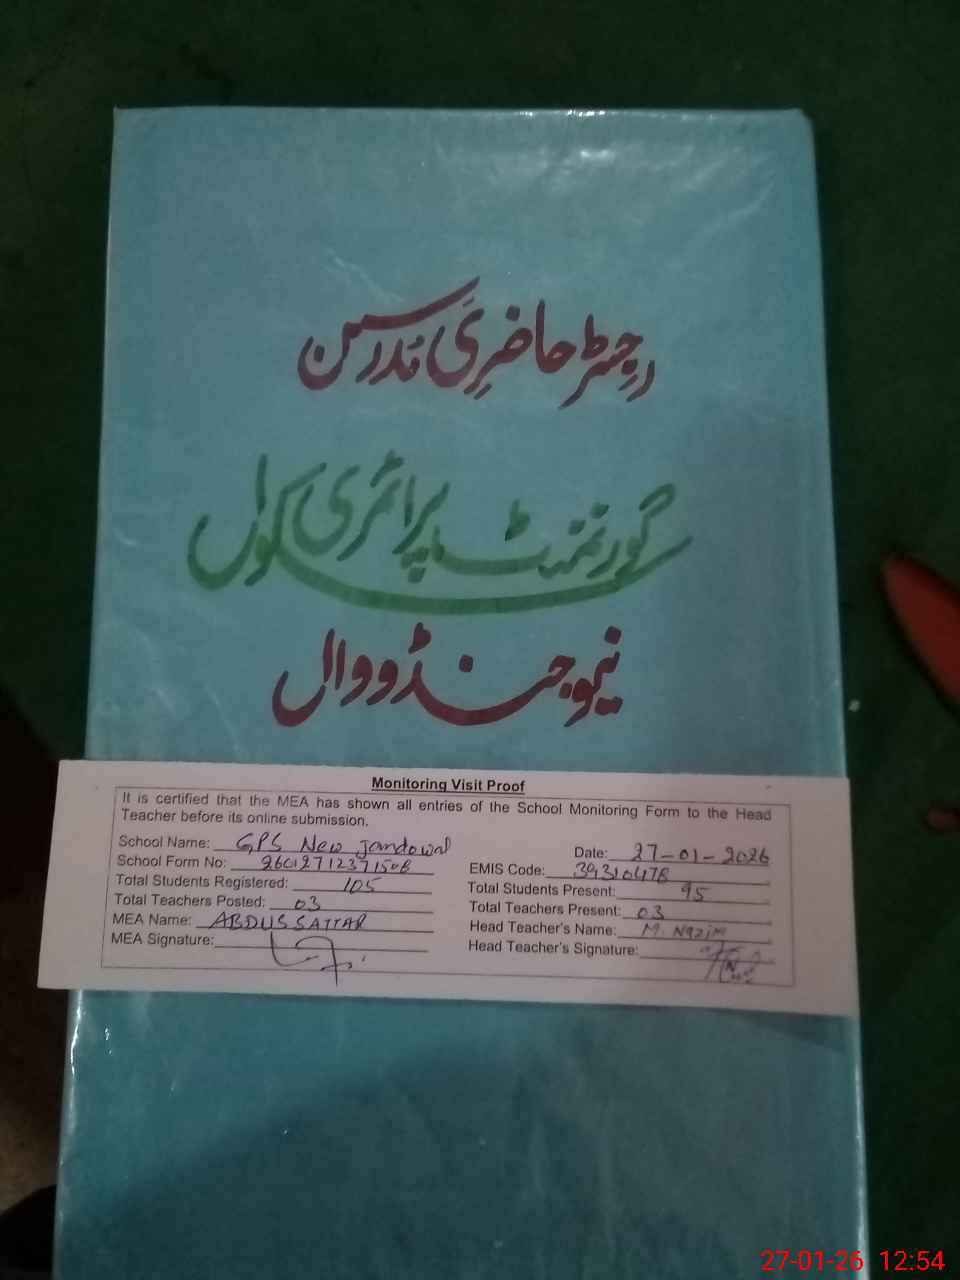 رجسٹر حاضریَ مُدرسین
گورنمنٹ پرائمری سکول
نیو جنڈووال
Monitoring Visit Proof
It is certified that the MEA has shown all entries of the School Monitoring Form to the Head
Teacher before its online submission.
School Name: GPS New Jandowal
Date: 27-01-2026
School Form No: 2601271237150B
EMIS Code: 39310478
Total Students Registered: 105
Total Students Present: 95
Total Teachers Posted: 03
Total Teachers Present: 03
MEA Name: ABDUS SATTAR
Head Teacher's Name: M. Nazim
MEA Signature:
Head Teacher's Signature:
27-01-26 12:54